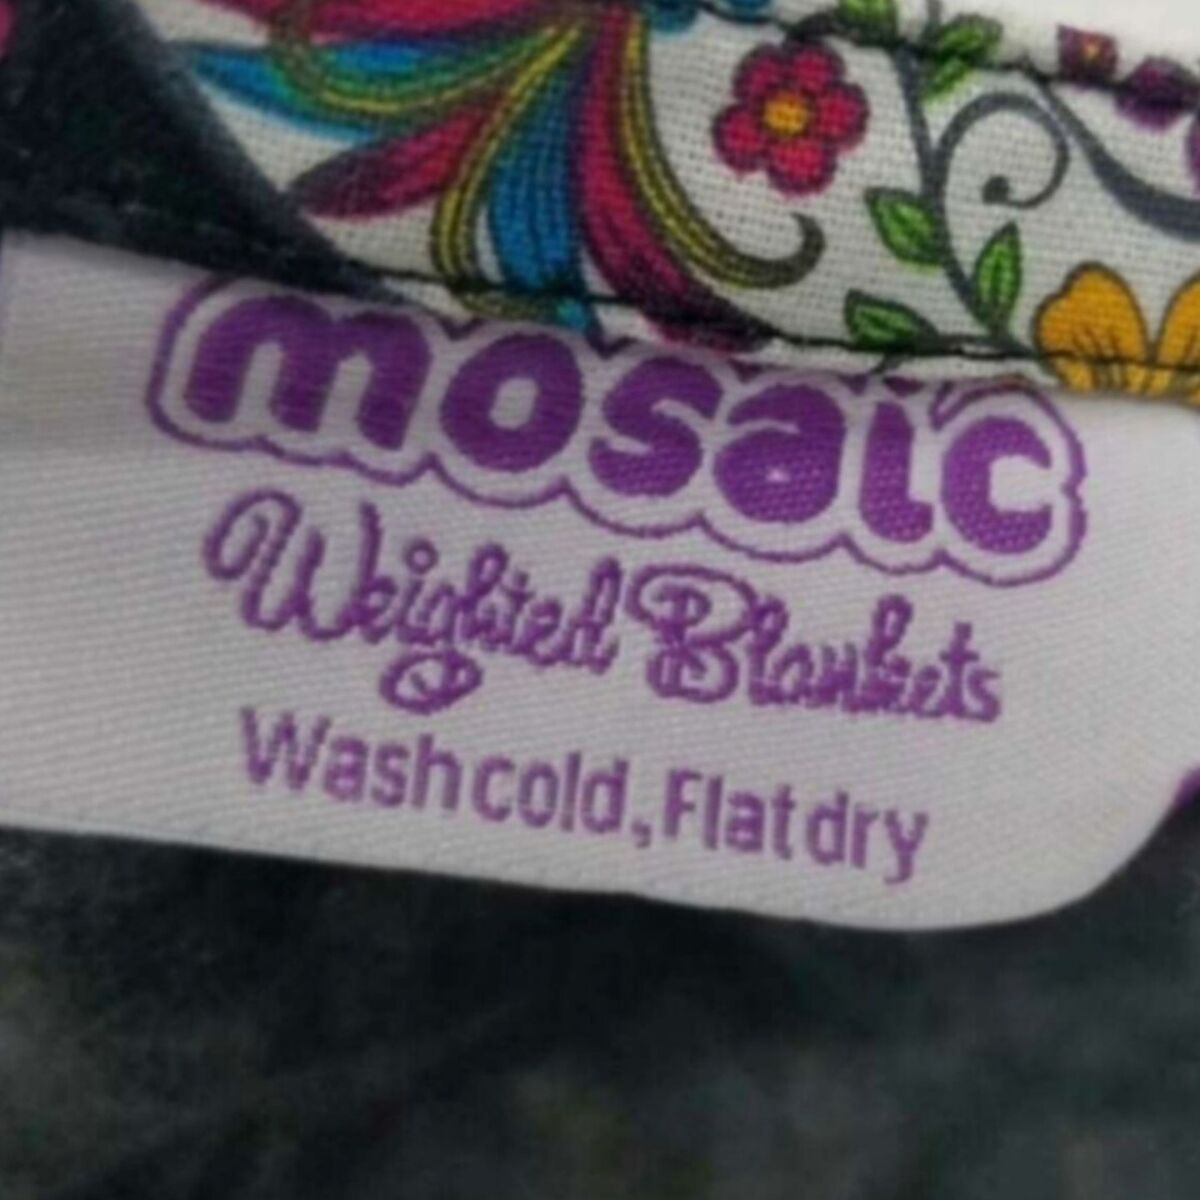 mosaic
Weighted Blankets
Wash cold, Flat dry